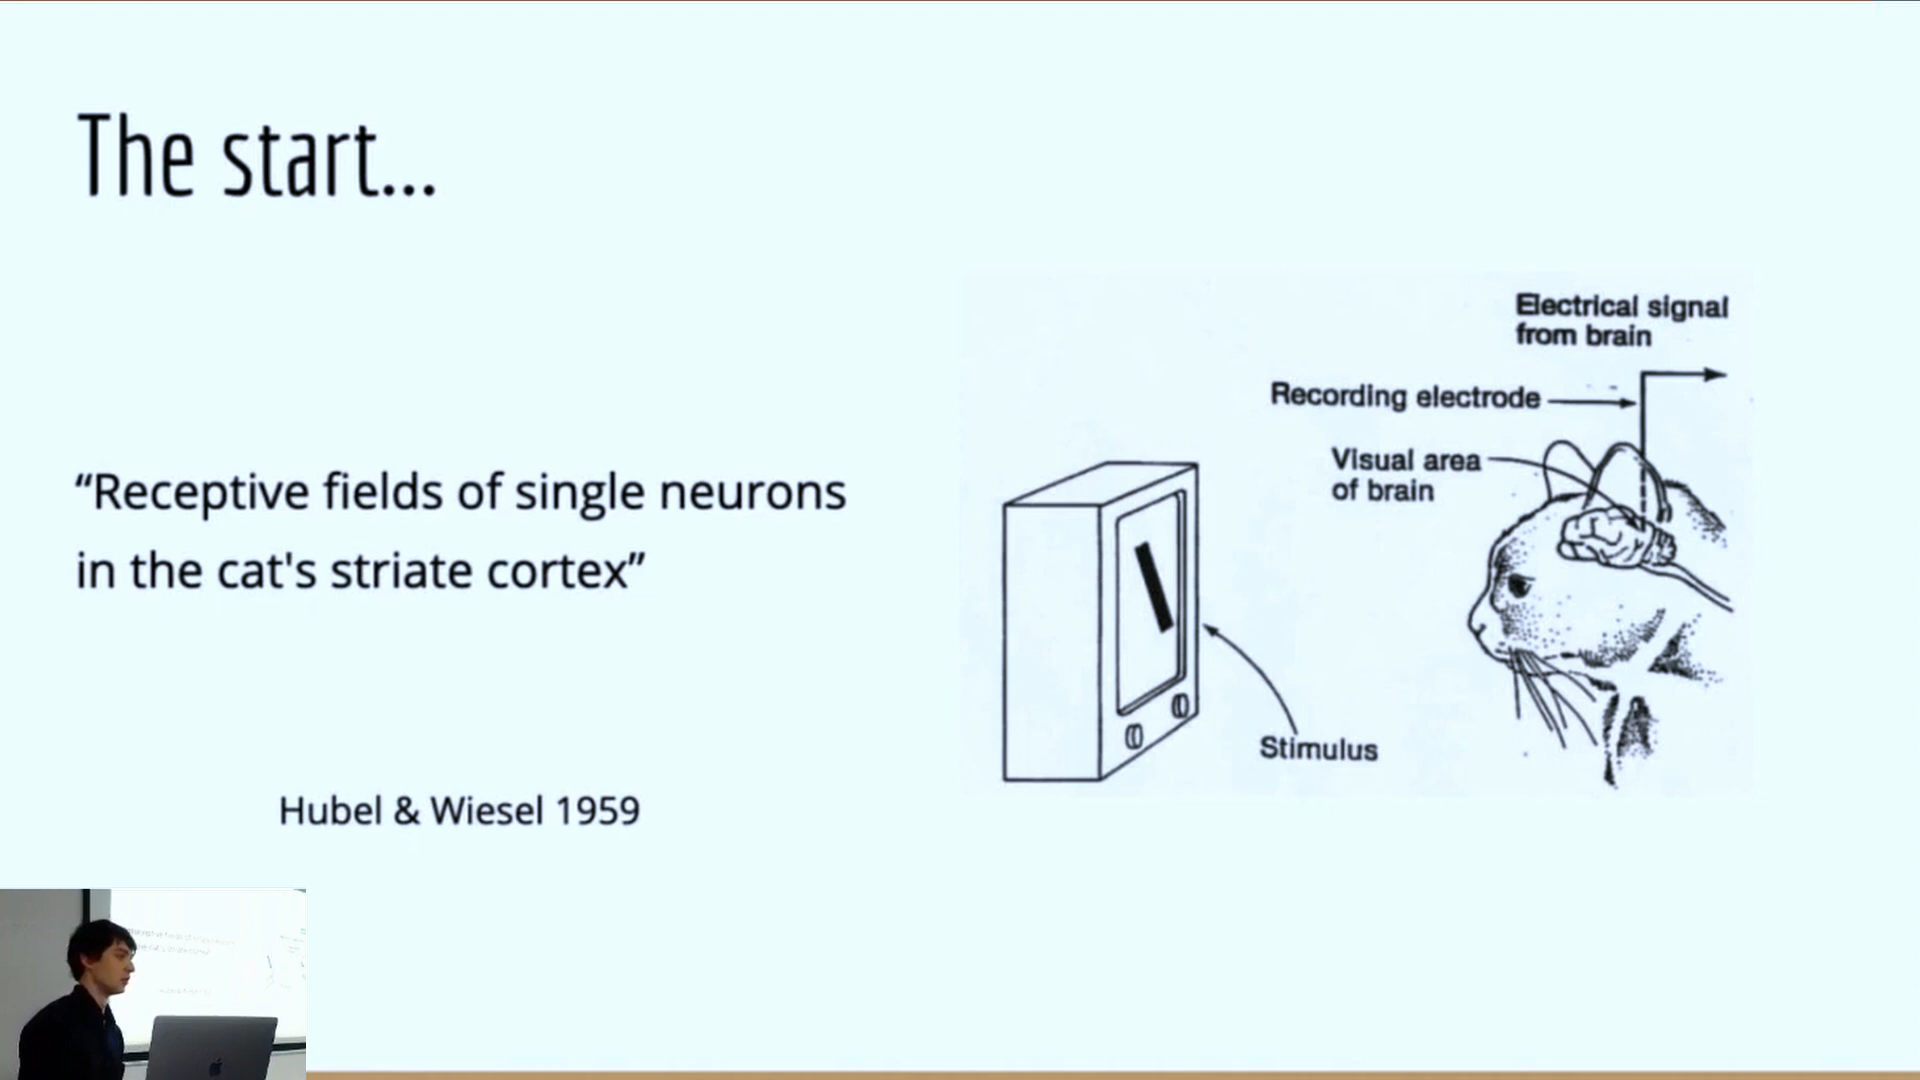 The start...
“Receptive fields of single neurons
in the cat's striate cortex”
Hubel & Wiesel 1959
Electrical signal
from brain
Recording electrode
Visual area
of brain
Stimulus